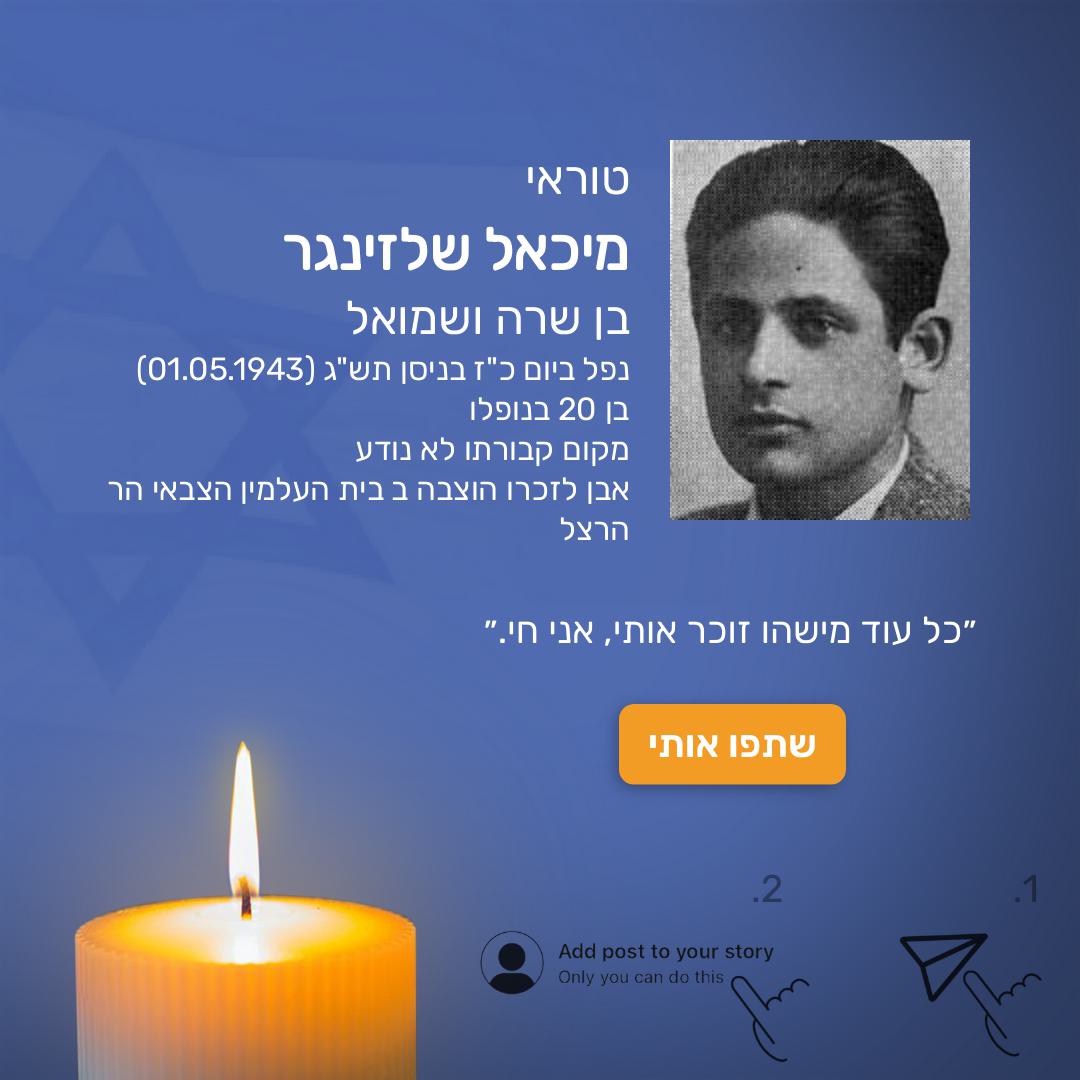 טוראי
מיכאל שלזינגר
בן שרה ושמואל
נפל ביום כ"ז בניסן תש"ג (01.05.1943)
בן 20 בנופלו
מקום קבורתו לא נודע
אבן לזכרו הוצבה ב בית העלמין הצבאי הר
הרצל
״כל עוד מישהו זוכר אותי, אני חי.״
שתפו אותי
.1
.2
Add post to your story
Only you can do this